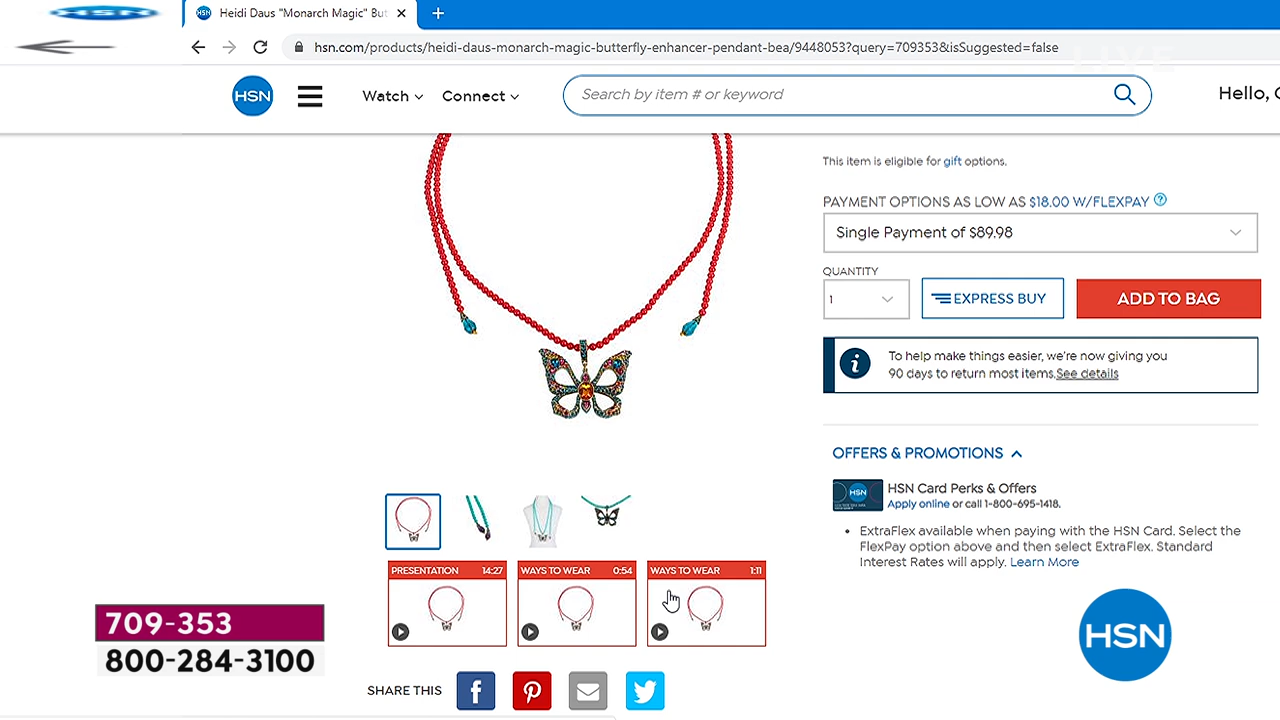 HSN
Heidi Daus "Monarch Magic" But
hsn.com/products/heidi-daus-monarch-magic-butterfly-enhancer-pendant-bea/9448053?query=709353&isSuggested=false
LIVE
HSN
Watch
Connect
Search by item # or keyword
Hello, C
This item is eligible for gift options.
PAYMENT OPTIONS AS LOW AS $18.00 W/FLEXPAY ?
Single Payment of $89.98
QUANTITY
1
EXPRESS BUY
ADD TO BAG
i
To help make things easier, we're now giving you
90 days to return most items.See details
OFFERS & PROMOTIONS
HSN
HSN Card Perks & Offers
Apply online or call 1-800-695-1418.
• ExtraFlex available when paying with the HSN Card. Select the
FlexPay option above and then select ExtraFlex. Standard
Interest Rates will apply. Learn More
PRESENTATION 14:27
WAYS TO WEAR 0:54
WAYS TO WEAR 1:11
709-353
800-284-3100
HSN
SHARE THIS